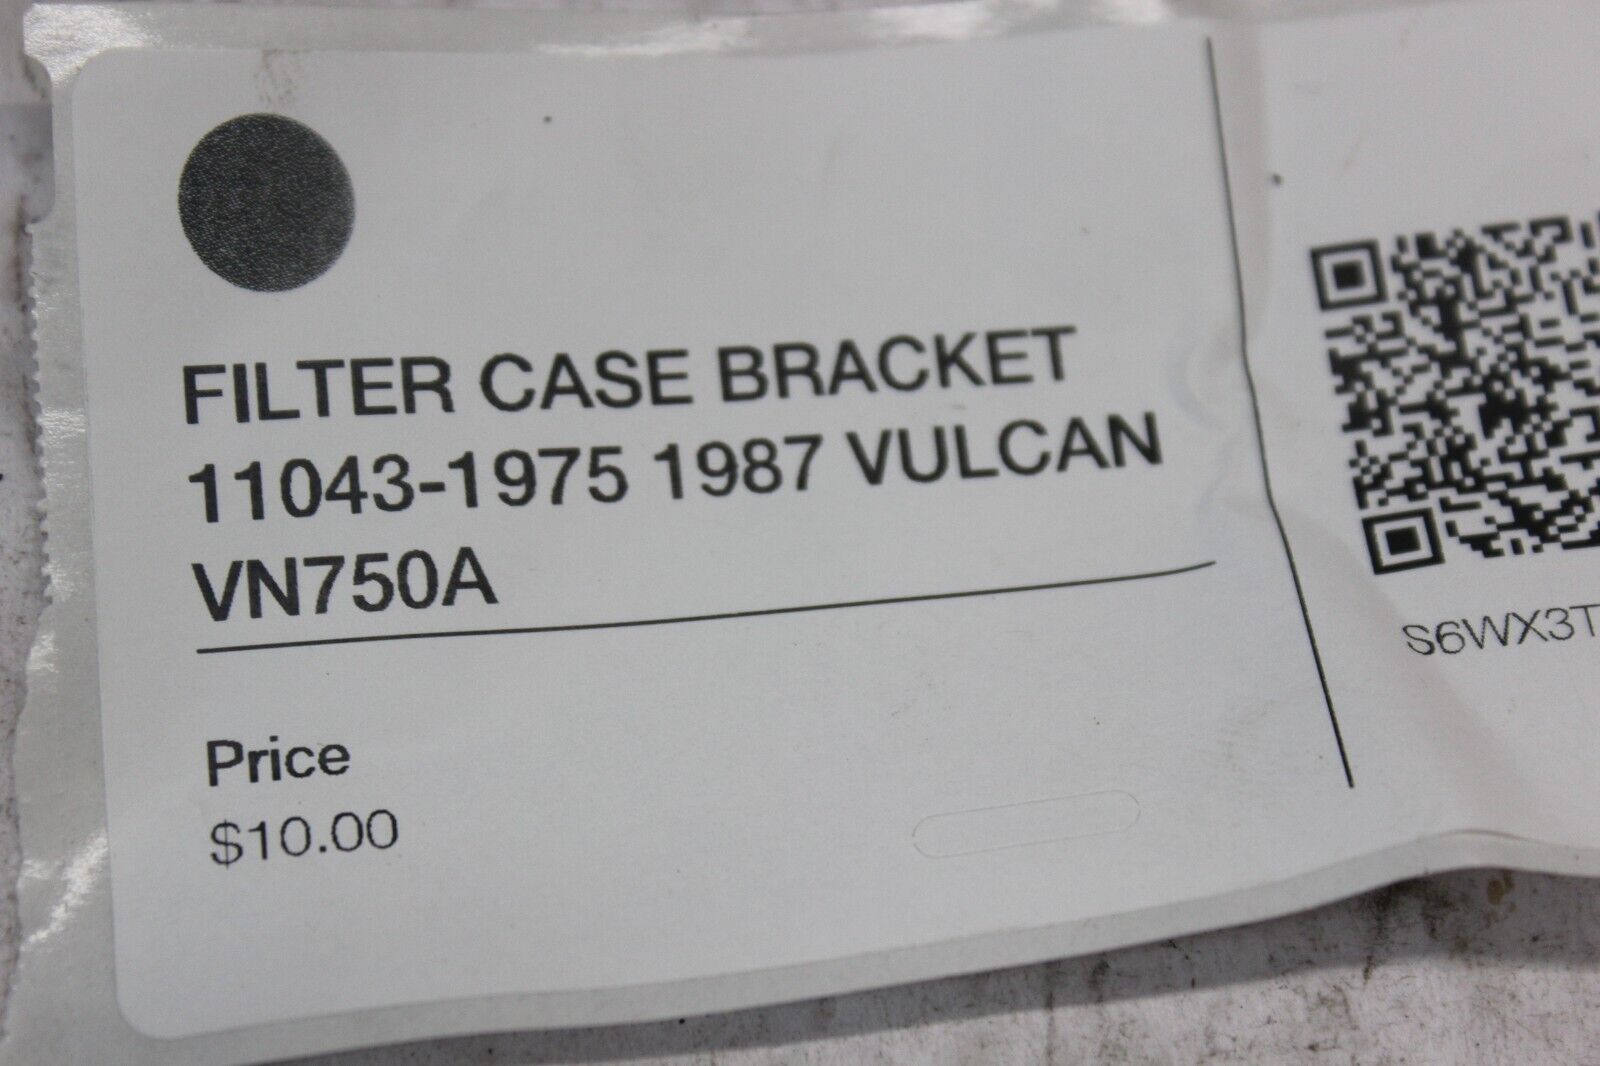 FILTER CASE BRACKET
11043-1975 1987 VULCAN
VN750A
Price
$10.00
S6WX3T